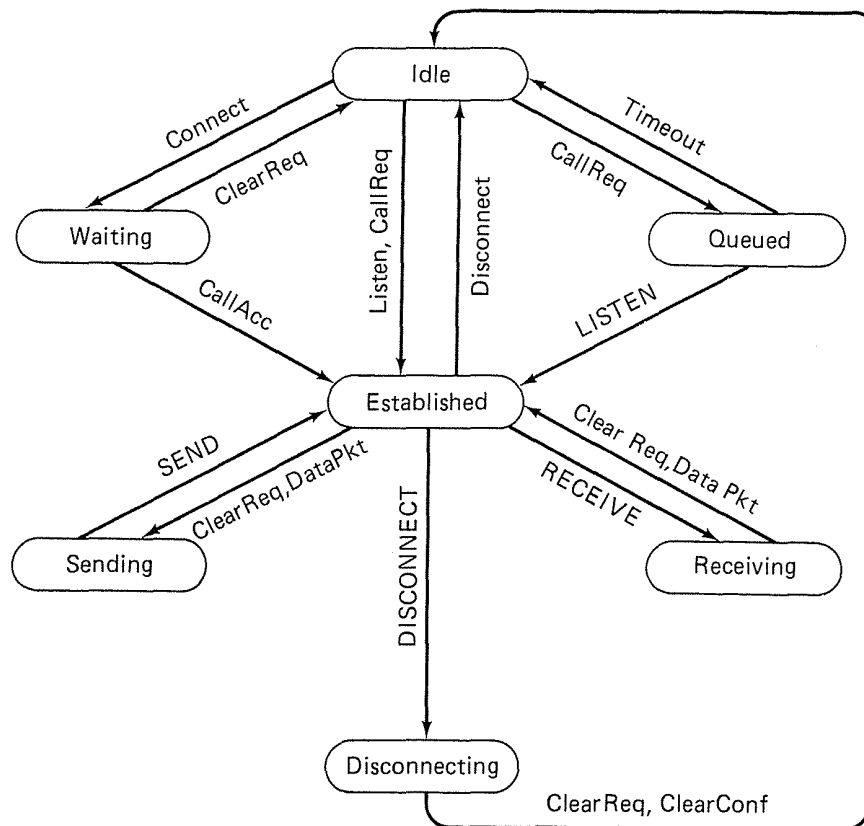 Idle
Connect
Timeout
ClearReq
CallReq
Listen, CallReq
Disconnect
Waiting
Queued
CallAcc
LISTEN
Established
SEND
ClearReq,DataPkt
Clear Req,Data Pkt
RECEIVE
DISCONNECT
Sending
Receiving
Disconnecting
ClearReq, ClearConf